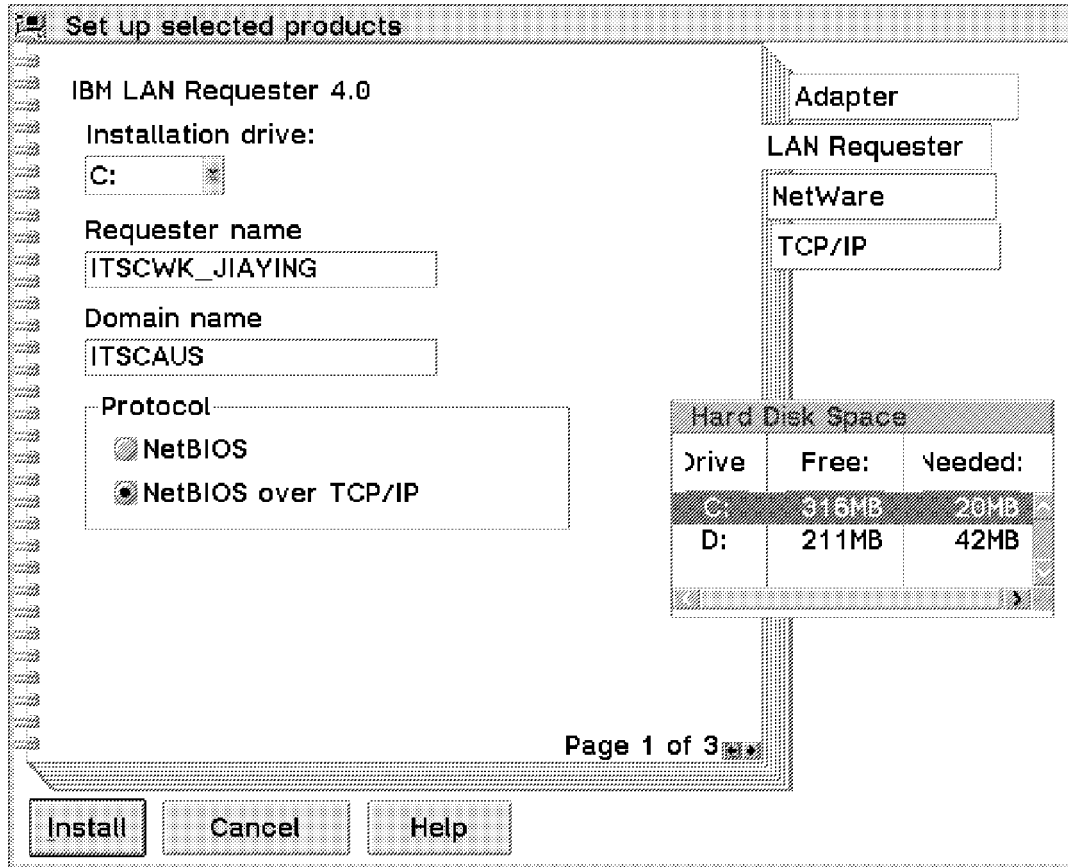 Set up selected products
IBM LAN Requester 4.0
Installation drive:
C:
Requester name
ITSCWK_JIAYING
Domain name
ITSCAUS
Protocol
NetBIOS
NetBIOS over TCP/IP
Page 1 of 3
Adapter
LAN Requester
NetWare
TCP/IP
Hard Disk Space
Drive Free: Needed:
C: 316MB 20MB
D: 211MB 42MB
Install Cancel Help